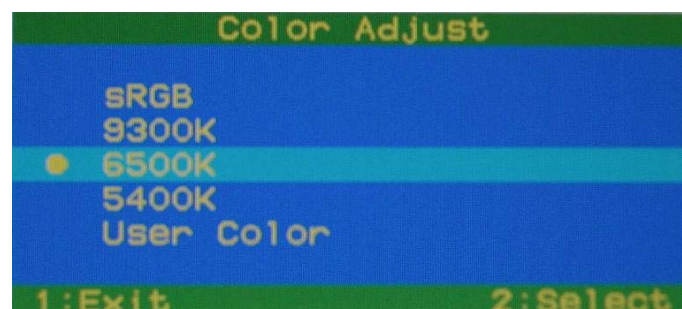 Color Adjust
sRGB
9300K
6500K
5400K
User Color
1:Exit 2:Select